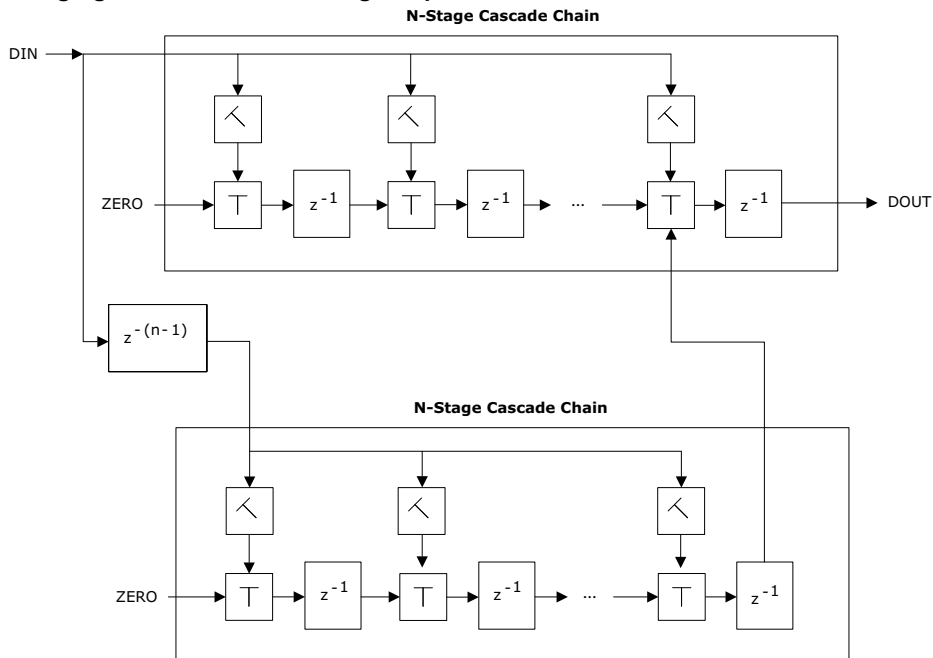 N-Stage Cascade Chain
DIN
ZERO
T
z⁻¹
T
z⁻¹
...
T
z⁻¹
DOUT
z⁻⁽ⁿ⁻¹⁾
N-Stage Cascade Chain
ZERO
T
z⁻¹
T
z⁻¹
...
T
z⁻¹